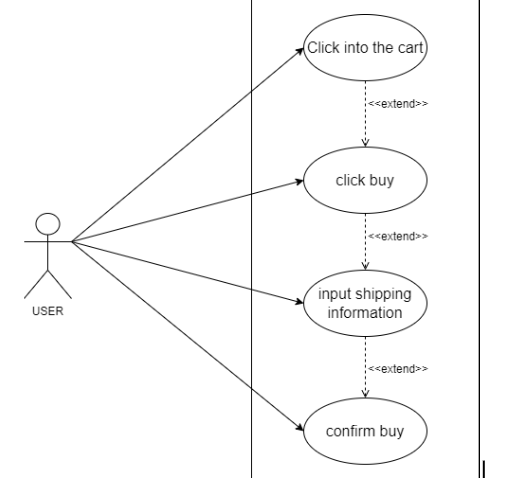 Click into the cart
<<extend>>
click buy
<<extend>>
USER
input shipping
information
<<extend>>
confirm buy